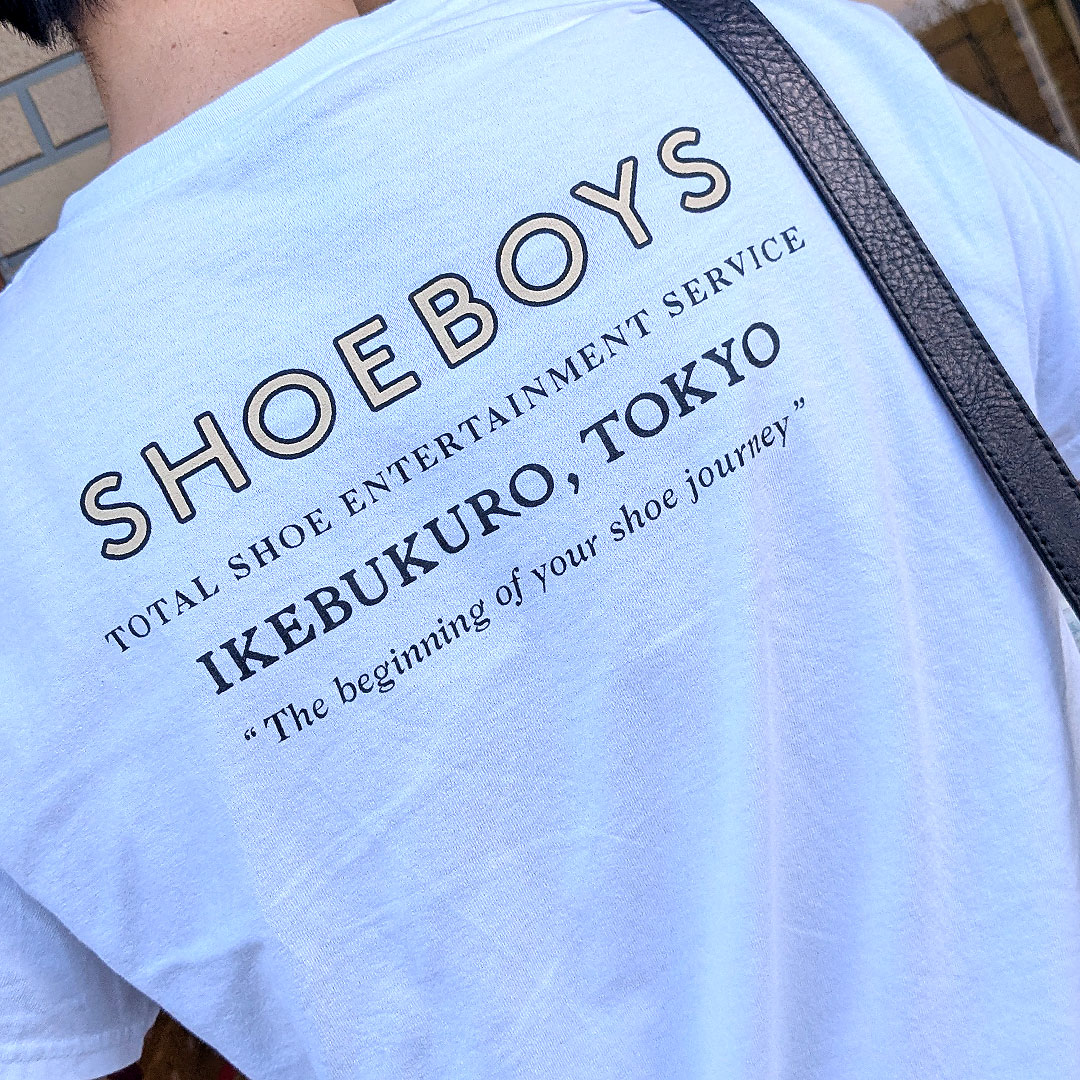 SHOEBOYS
TOTAL SHOE ENTERTAINMENT SERVICE
IKEBUKURO, TOKYO
“The beginning of your shoe journey”